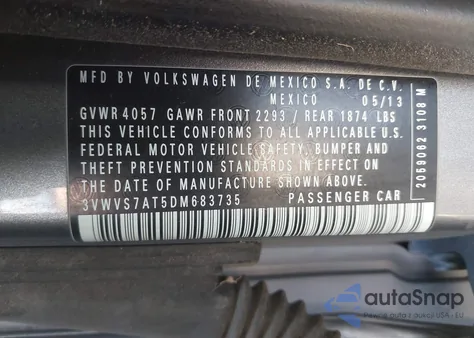 MFD BY VOLKSWAGEN DE MEXICO S.A. DE C.V.
MEXICO 05/13
GVWR 4057 GAWR FRONT 2293 / REAR 1874 LBS
THIS VEHICLE CONFORMS TO ALL APPLICABLE U.S.
FEDERAL MOTOR VEHICLE SAFETY, BUMPER AND
THEFT PREVENTION STANDARDS IN EFFECT ON
THE DATE OF MANUFACTURE SHOWN ABOVE.
3VWVS7AT5DM683735 PASSENGER CAR
2059062 3108 M
autoSnap